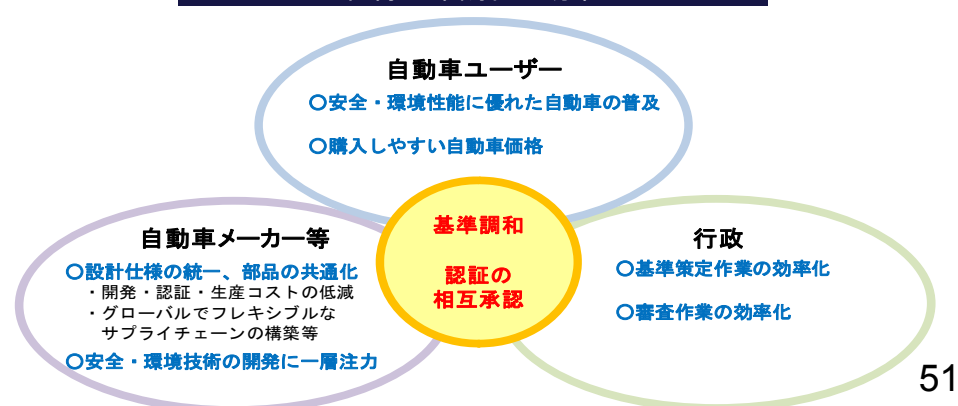 自動車ユーザー
〇安全・環境性能に優れた自動車の普及
〇購入しやすい自動車価格
基準調和
認証の
相互承認
自動車メーカー等
〇設計仕様の統一、部品の共通化
・開発・認証・生産コストの低減
・グローバルでフレキシブルな
サプライチェーンの構築等
〇安全・環境技術の開発に一層注力
行政
〇基準策定作業の効率化
〇審査作業の効率化
51